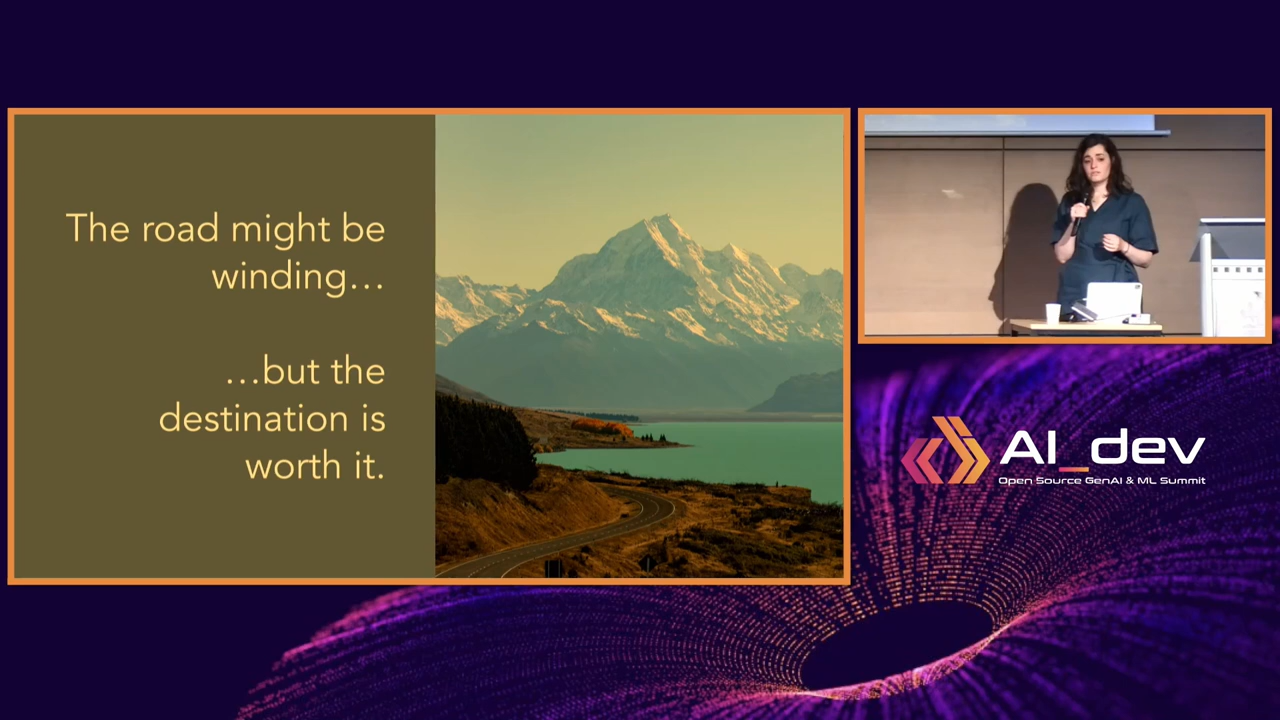 The road might be
winding…
…but the
destination is
worth it.
AI_dev
Open Source GenAI & ML Summit